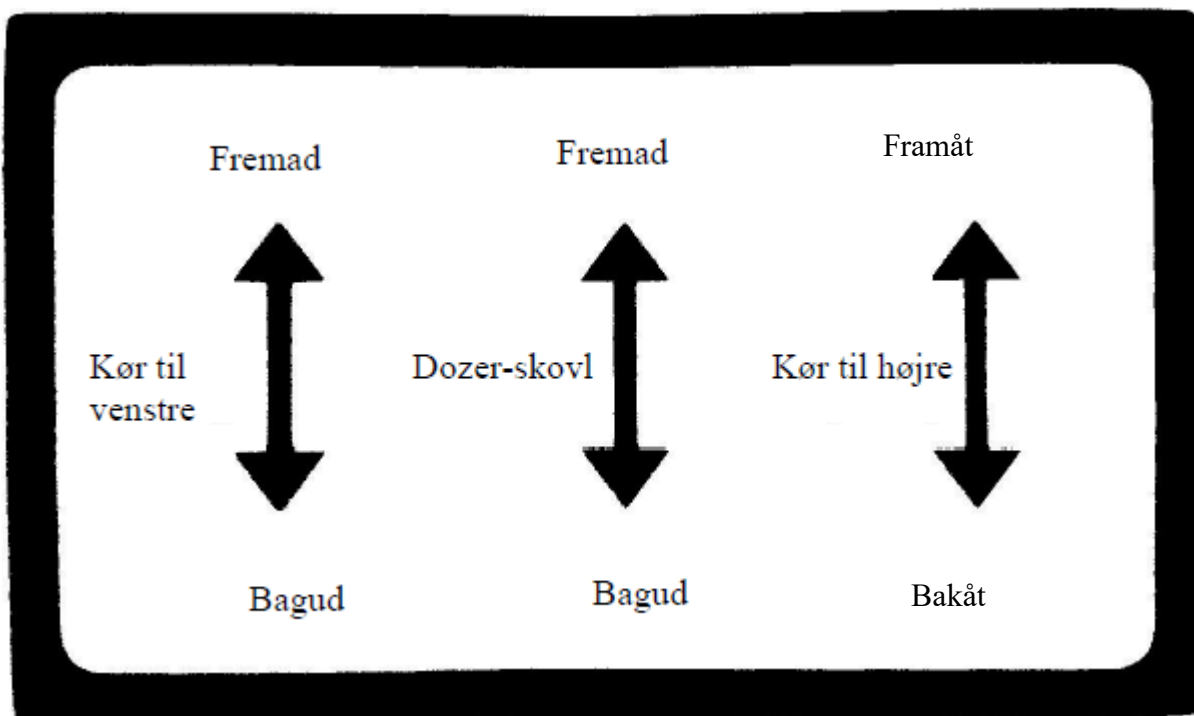 Fremad
Fremad
Framåt
Kør til
venstre
Dozer-skovl
Kør til højre
Bagud
Bagud
Bakåt